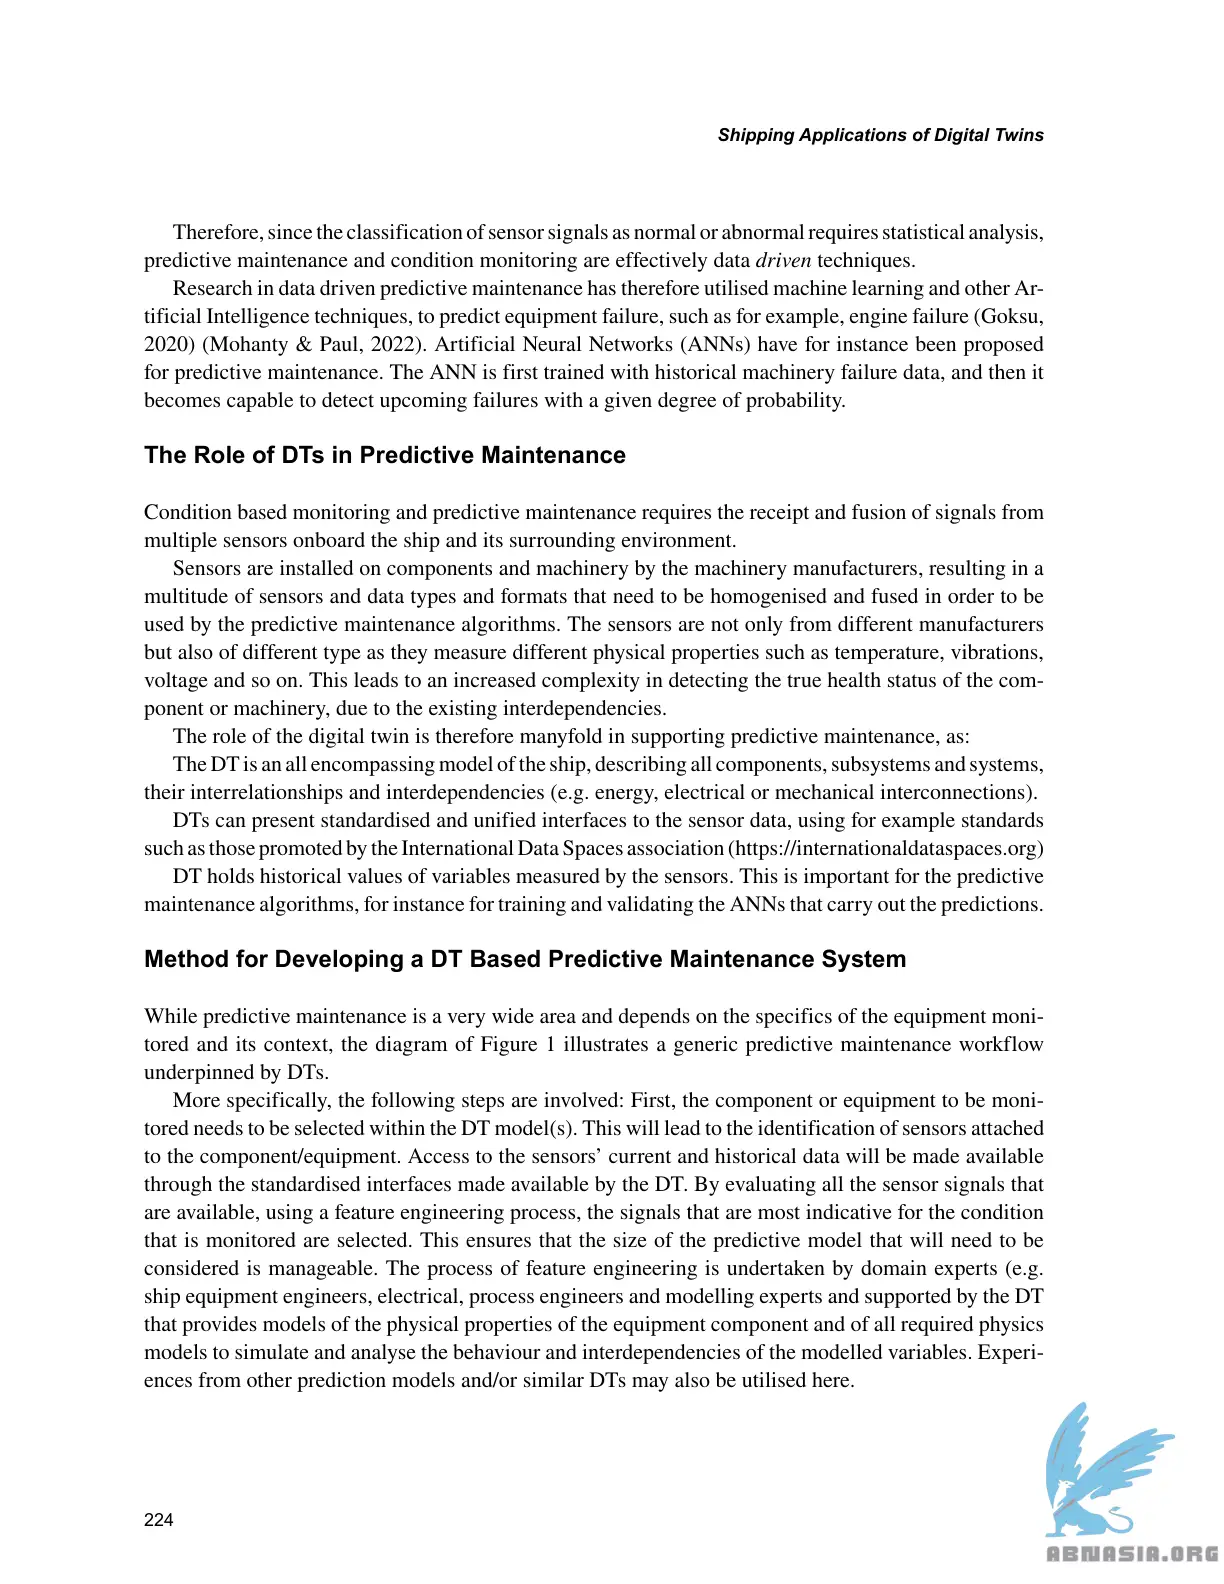 Shipping Applications of Digital Twins
Therefore, since the classification of sensor signals as normal or abnormal requires statistical analysis,
predictive maintenance and condition monitoring are effectively data driven techniques.
Research in data driven predictive maintenance has therefore utilised machine learning and other Ar-
tificial Intelligence techniques, to predict equipment failure, such as for example, engine failure (Goksu,
2020) (Mohanty & Paul, 2022). Artificial Neural Networks (ANNs) have for instance been proposed
for predictive maintenance. The ANN is first trained with historical machinery failure data, and then it
becomes capable to detect upcoming failures with a given degree of probability.
The Role of DTs in Predictive Maintenance
Condition based monitoring and predictive maintenance requires the receipt and fusion of signals from
multiple sensors onboard the ship and its surrounding environment.
Sensors are installed on components and machinery by the machinery manufacturers, resulting in a
multitude of sensors and data types and formats that need to be homogenised and fused in order to be
used by the predictive maintenance algorithms. The sensors are not only from different manufacturers
but also of different type as they measure different physical properties such as temperature, vibrations,
voltage and so on. This leads to an increased complexity in detecting the true health status of the com-
ponent or machinery, due to the existing interdependencies.
The role of the digital twin is therefore manyfold in supporting predictive maintenance, as:
The DT is an all encompassing model of the ship, describing all components, subsystems and systems,
their interrelationships and interdependencies (e.g. energy, electrical or mechanical interconnections).
DTs can present standardised and unified interfaces to the sensor data, using for example standards
such as those promoted by the International Data Spaces association (https://internationaldataspaces.org)
DT holds historical values of variables measured by the sensors. This is important for the predictive
maintenance algorithms, for instance for training and validating the ANNs that carry out the predictions.
Method for Developing a DT Based Predictive Maintenance System
While predictive maintenance is a very wide area and depends on the specifics of the equipment moni-
tored and its context, the diagram of Figure 1 illustrates a generic predictive maintenance workflow
underpinned by DTs.
More specifically, the following steps are involved: First, the component or equipment to be moni-
tored needs to be selected within the DT model(s). This will lead to the identification of sensors attached
to the component/equipment. Access to the sensors’ current and historical data will be made available
through the standardised interfaces made available by the DT. By evaluating all the sensor signals that
are available, using a feature engineering process, the signals that are most indicative for the condition
that is monitored are selected. This ensures that the size of the predictive model that will need to be
considered is manageable. The process of feature engineering is undertaken by domain experts (e.g.
ship equipment engineers, electrical, process engineers and modelling experts and supported by the DT
that provides models of the physical properties of the equipment component and of all required physics
models to simulate and analyse the behaviour and interdependencies of the modelled variables. Experi-
ences from other prediction models and/or similar DTs may also be utilised here.
224
ABNASIA.ORG